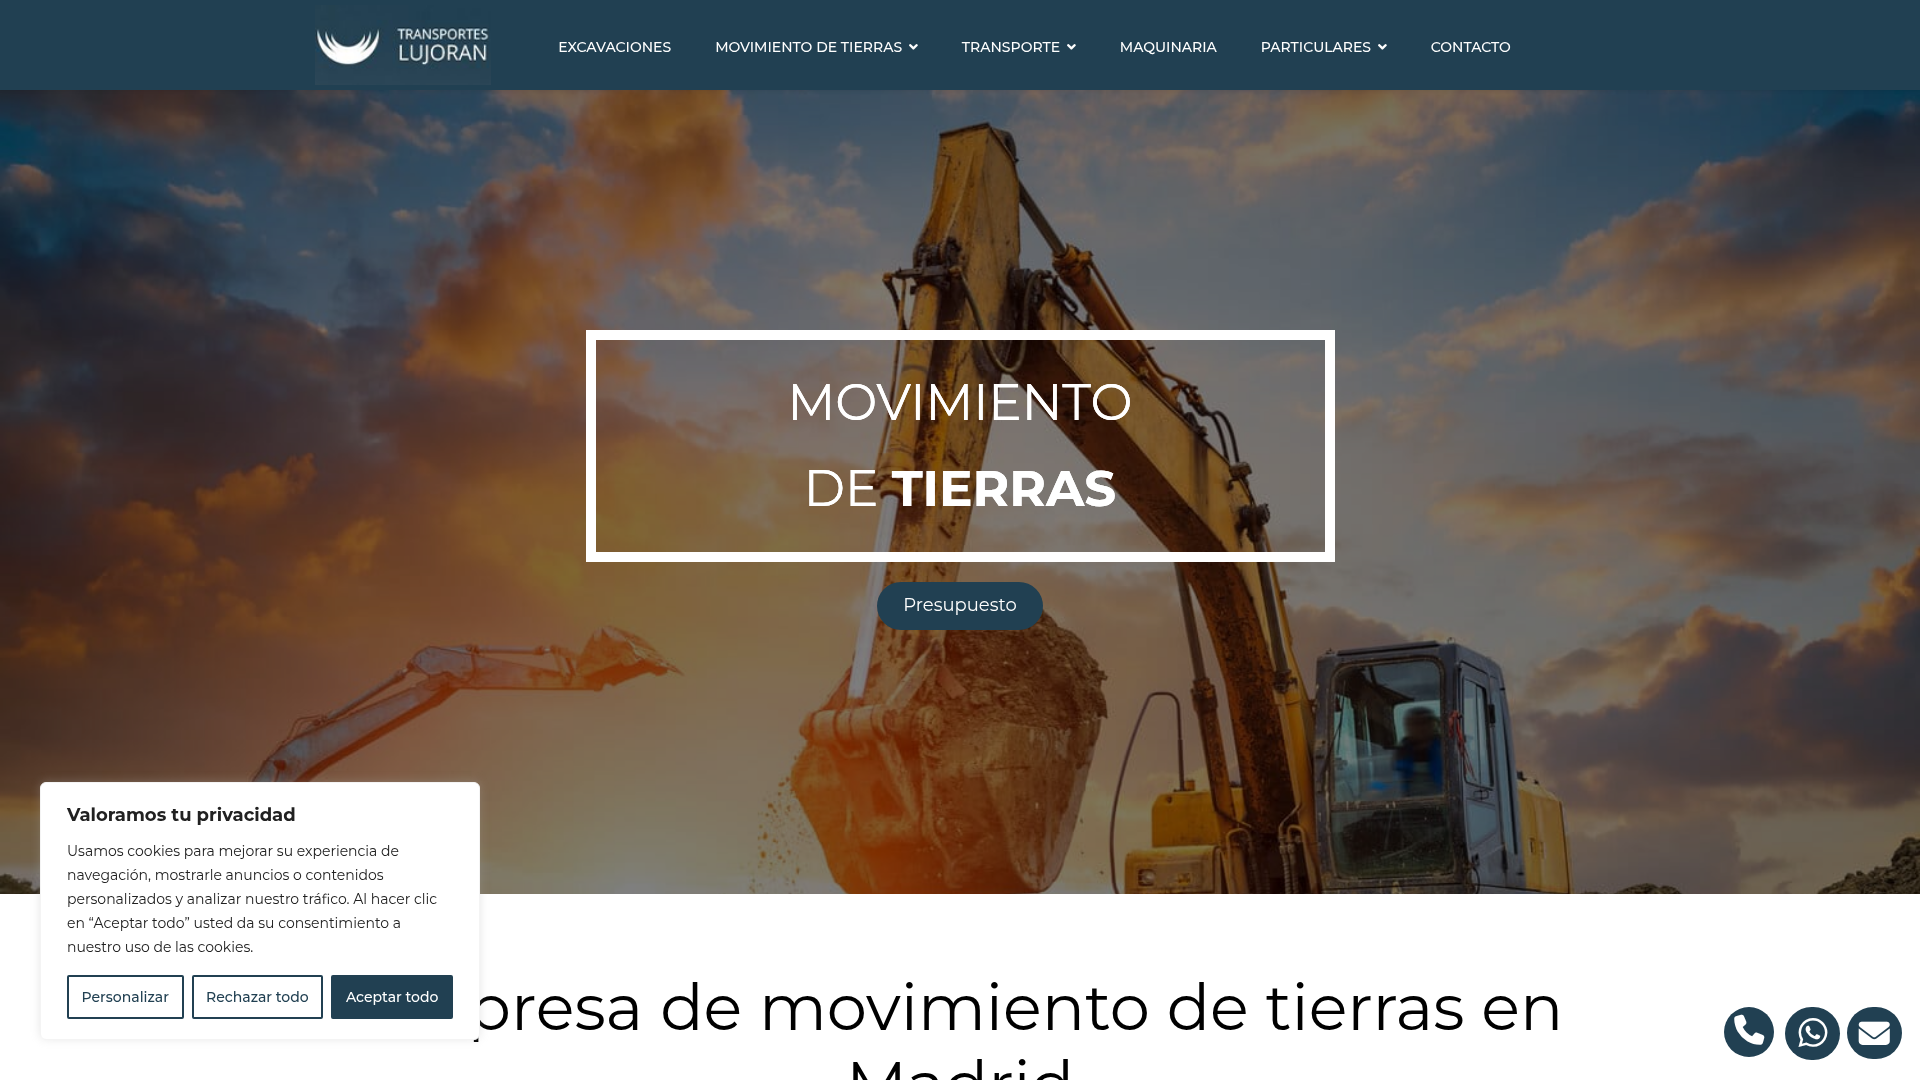 TRANSPORTES
LUJORAN
EXCAVACIONES
MOVIMIENTO DE TIERRAS
TRANSPORTE
MAQUINARIA
PARTICULARES
CONTACTO
MOVIMIENTO
DE TIERRAS
Presupuesto
Valoramos tu privacidad
Usamos cookies para mejorar su experiencia de
navegación, mostrarle anuncios o contenidos
personalizados y analizar nuestro tráfico. Al hacer clic
en “Aceptar todo” usted da su consentimiento a
nuestro uso de las cookies.
Personalizar
Rechazar todo
Aceptar todo
presa de movimiento de tierras en
Madrid